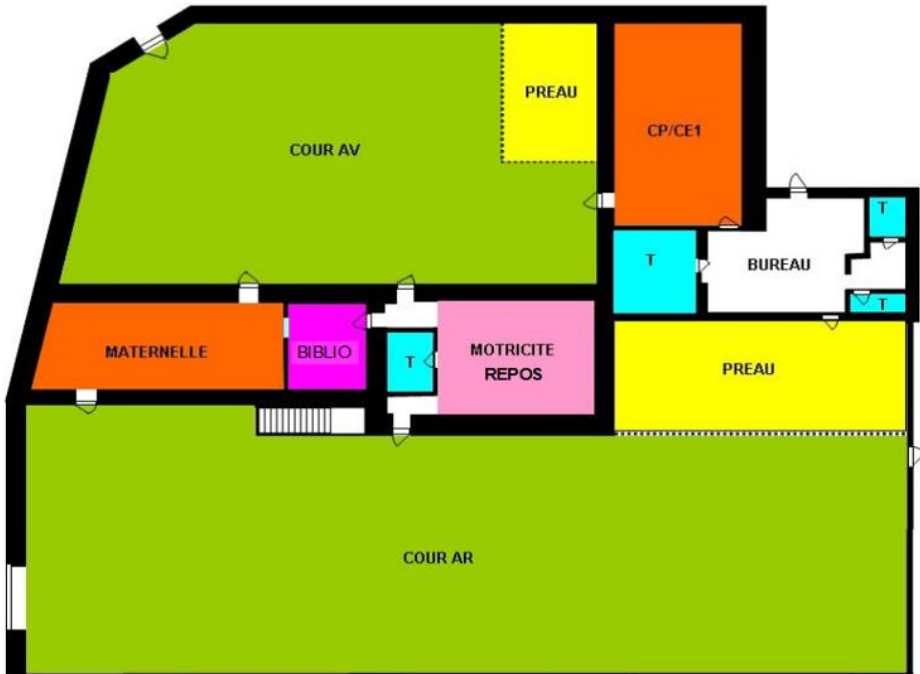 PREAU
CP/CE1
COUR AV
T
T
BUREAU
T
MATERNELLE
BIBLIO
T
MOTRICITE
REPOS
PREAU
COUR AR